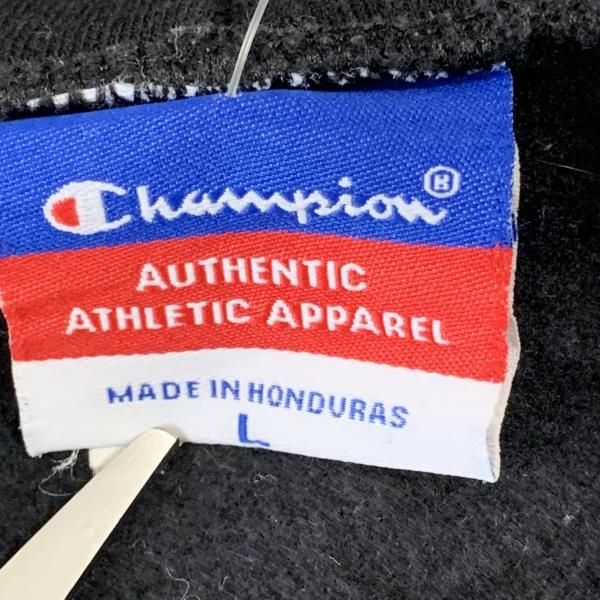 Champion®
AUTHENTIC
ATHLETIC APPAREL
MADE IN HONDURAS
L